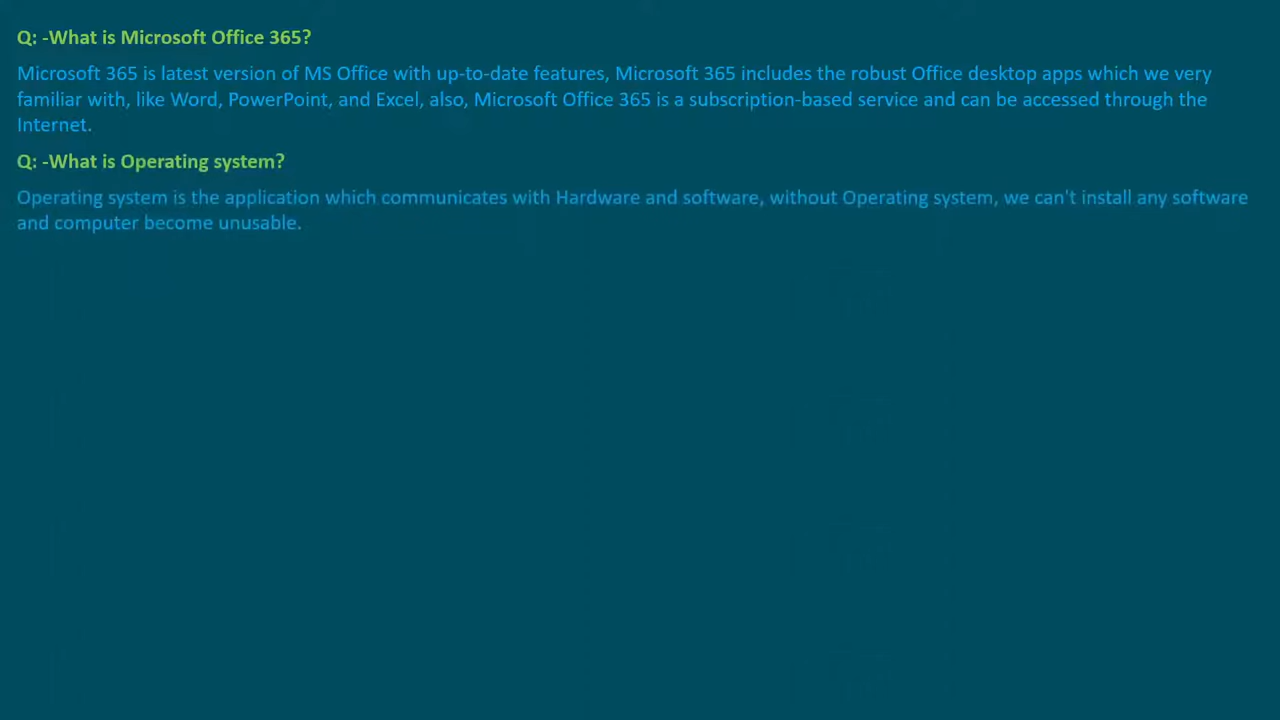 Q: -What is Microsoft Office 365?
Microsoft 365 is latest version of MS Office with up-to-date features, Microsoft 365 includes the robust Office desktop apps which we very
familiar with, like Word, PowerPoint, and Excel, also, Microsoft Office 365 is a subscription-based service and can be accessed through the
Internet.
Q: -What is Operating system?
Operating system is the application which communicates with Hardware and software, without Operating system, we can't install any software
and computer become unusable.